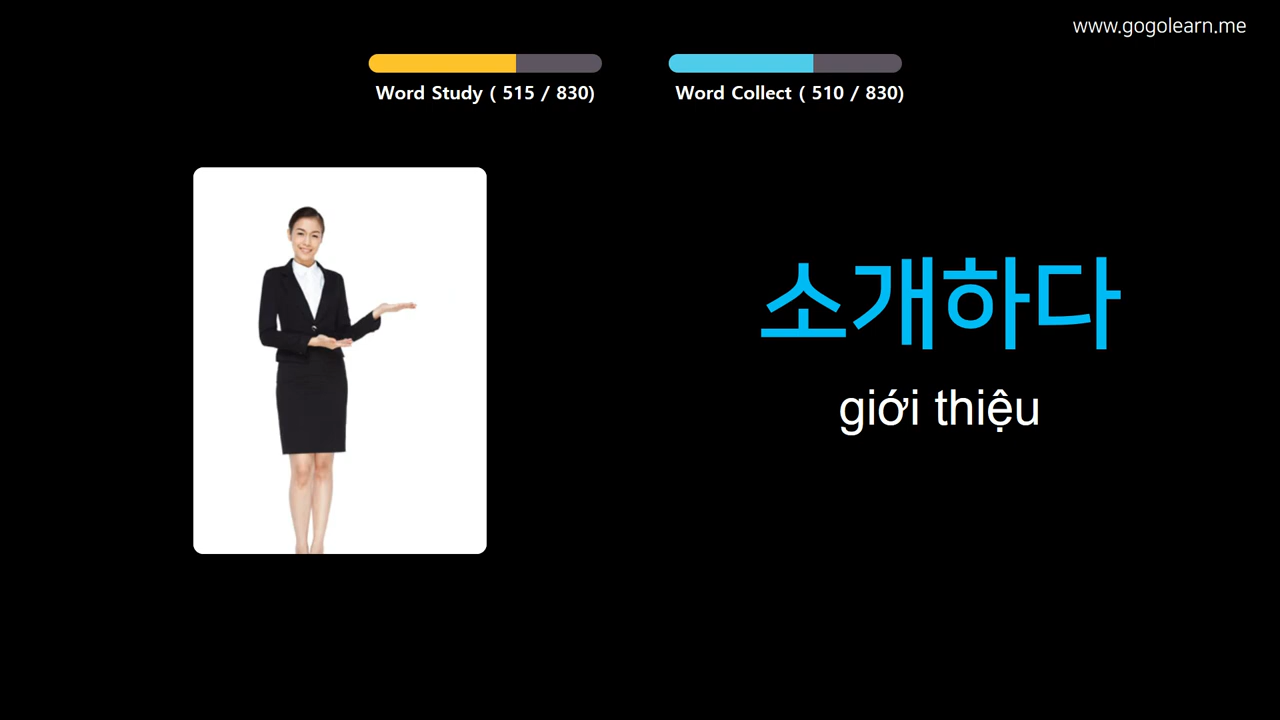 www.gogolearn.me
Word Study ( 515 / 830)
Word Collect ( 510 / 830)
소개하다
giới thiệu